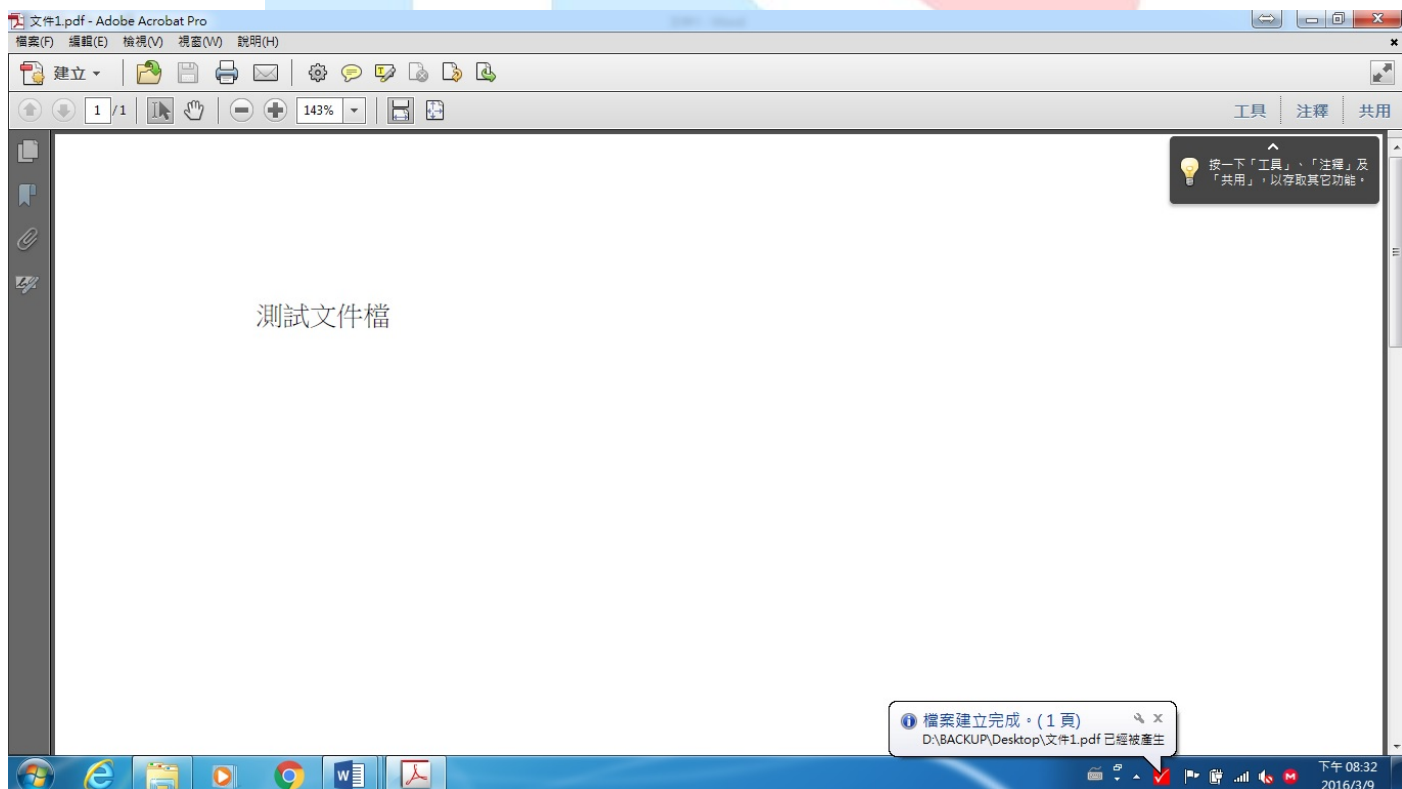 文件1.pdf - Adobe Acrobat Pro
檔案(F) 編輯(E) 檢視(V) 視窗(W) 說明(H)
建立
1 /1 143% 工具 注釋 共用
按一下「工具」、「注釋」及
「共用」，以存取其它功能。
測試文件檔
檔案建立完成。(1 頁)
D:\BACKUP\Desktop\文件1.pdf 已經被產生
下午 08:32
2016/3/9